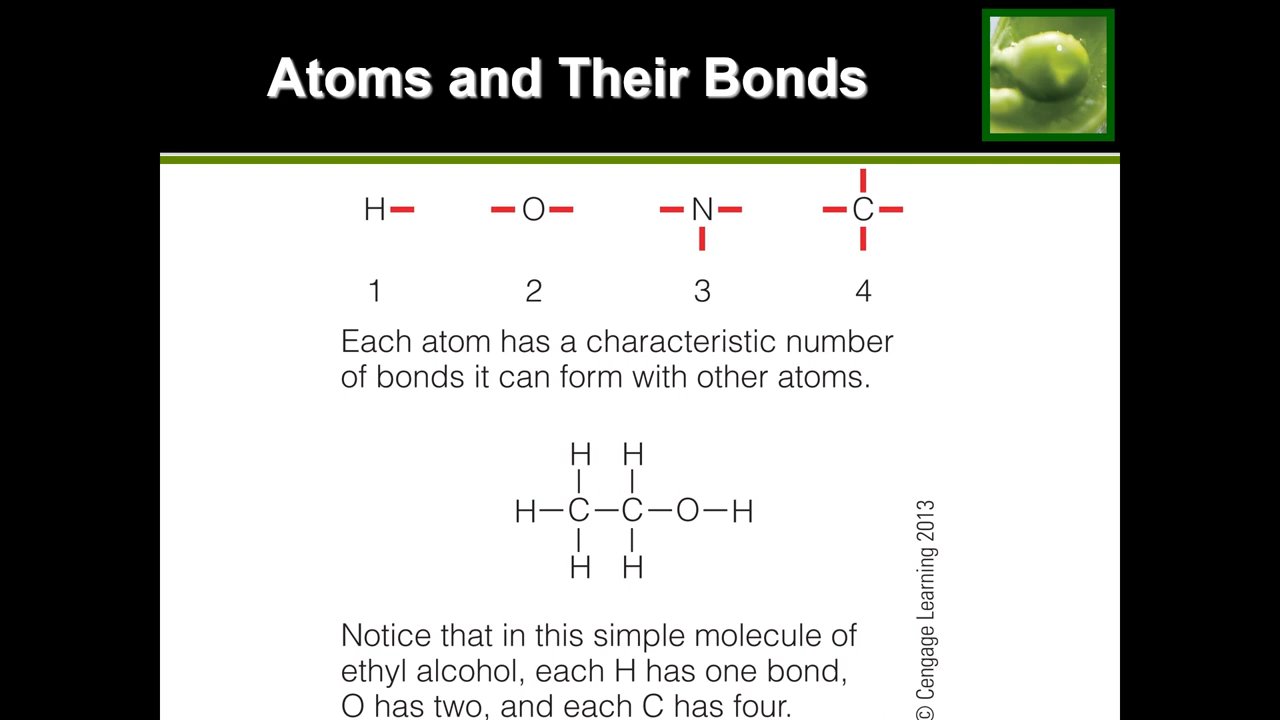 Atoms and Their Bonds
H O N C
1 2 3 4
Each atom has a characteristic number
of bonds it can form with other atoms.
H H
H—C—C—O—H
H H
Notice that in this simple molecule of
ethyl alcohol, each H has one bond,
O has two, and each C has four.
© Cengage Learning 2013